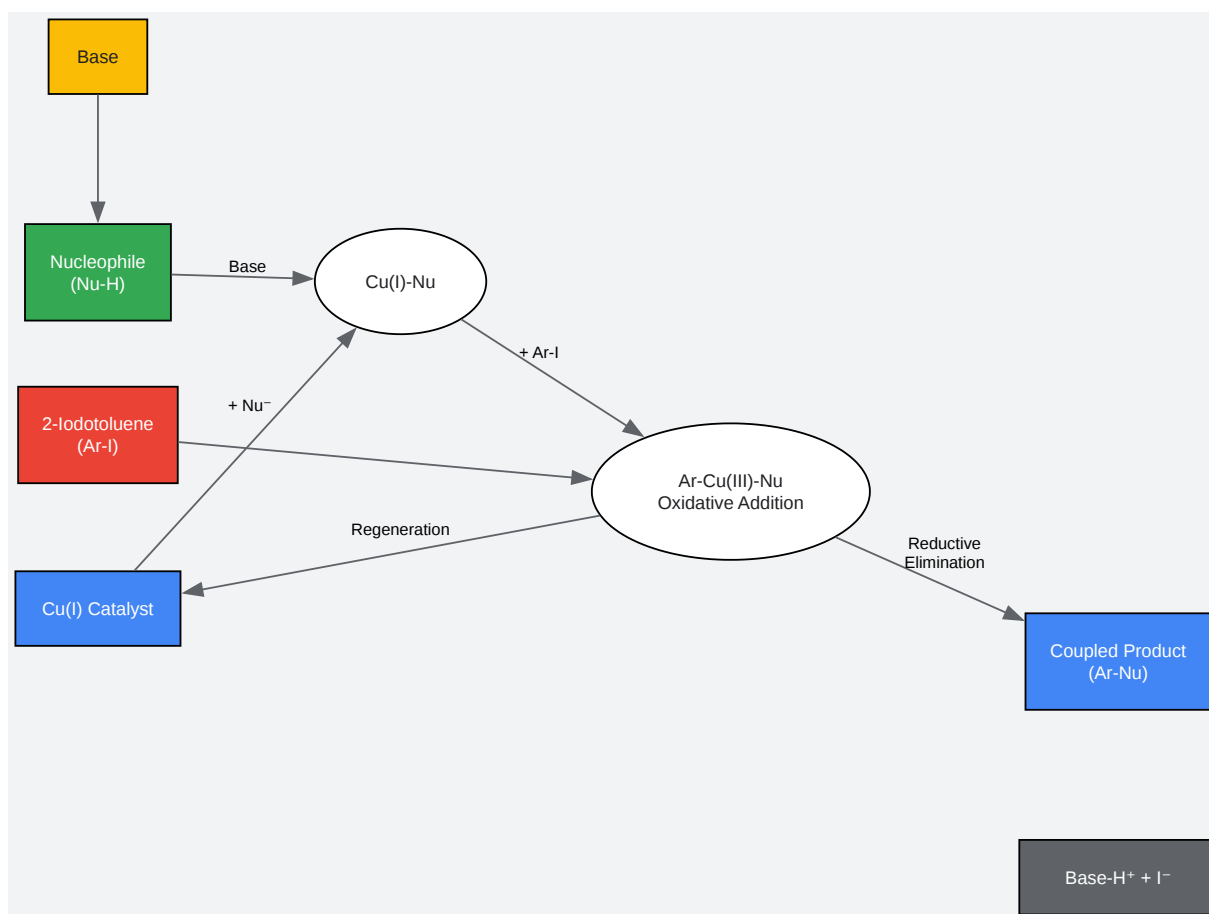 Base
Nucleophile
(Nu-H)
Base
Cu(I)-Nu
+ Ar-I
2-Iodotoluene
(Ar-I)
+ Nu⁻
Ar-Cu(III)-Nu
Oxidative Addition
Regeneration
Reductive
Elimination
Cu(I) Catalyst
Coupled Product
(Ar-Nu)
Base-H⁺ + I⁻